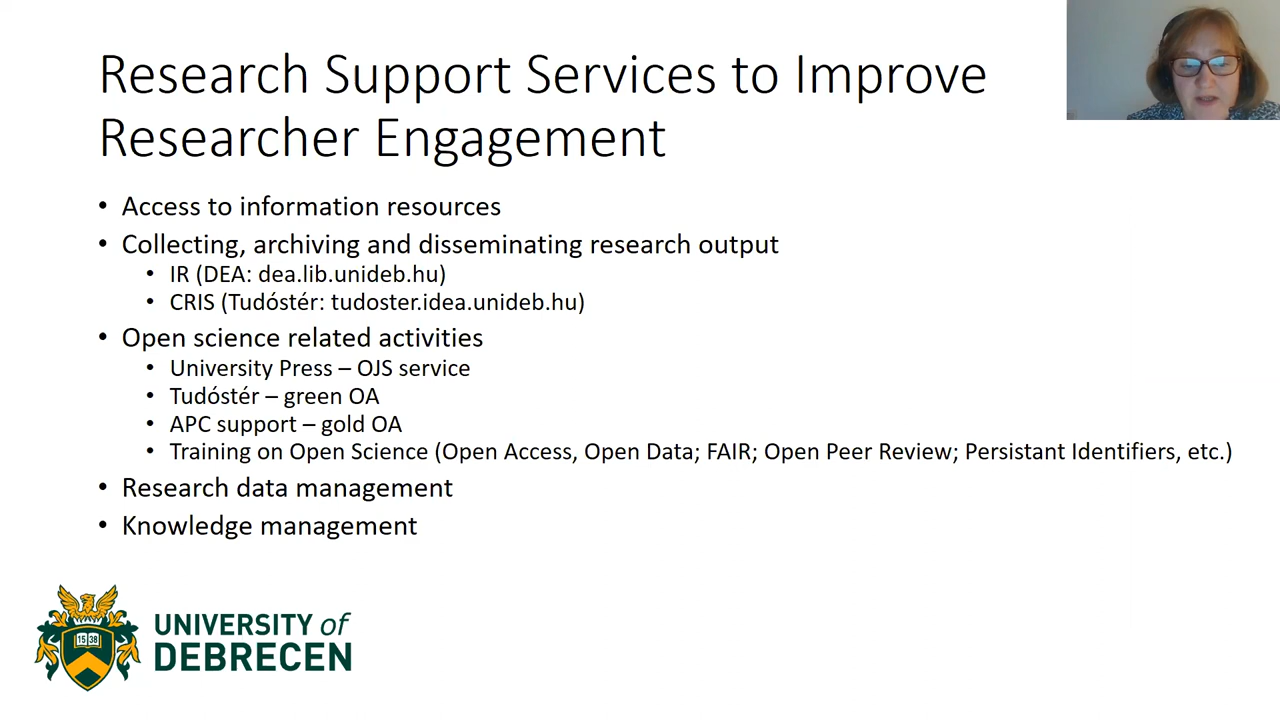 Research Support Services to Improve
Researcher Engagement
• Access to information resources
• Collecting, archiving and disseminating research output
• IR (DEA: dea.lib.unideb.hu)
• CRIS (Tudóstér: tudoster.idea.unideb.hu)
• Open science related activities
• University Press – OJS service
• Tudóstér – green OA
• APC support – gold OA
• Training on Open Science (Open Access, Open Data; FAIR; Open Peer Review; Persistant Identifiers, etc.)
• Research data management
• Knowledge management
15 38
UNIVERSITY of
DEBRECEN